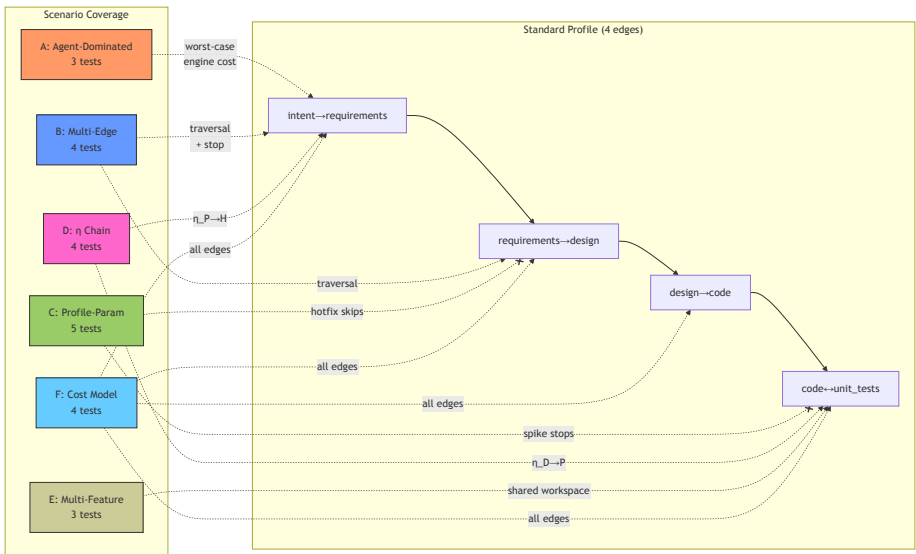 Scenario Coverage
A: Agent-Dominated
3 tests
B: Multi-Edge
4 tests
D: η Chain
4 tests
C: Profile-Param
5 tests
F: Cost Model
4 tests
E: Multi-Feature
3 tests
Standard Profile (4 edges)
worst-case
engine cost
traversal
+ stop
η_P→H
all edges
traversal
hotfix skips
all edges
all edges
spike stops
η_D→P
shared workspace
all edges
intent→requirements
requirements→design
design→code
code↔unit_tests